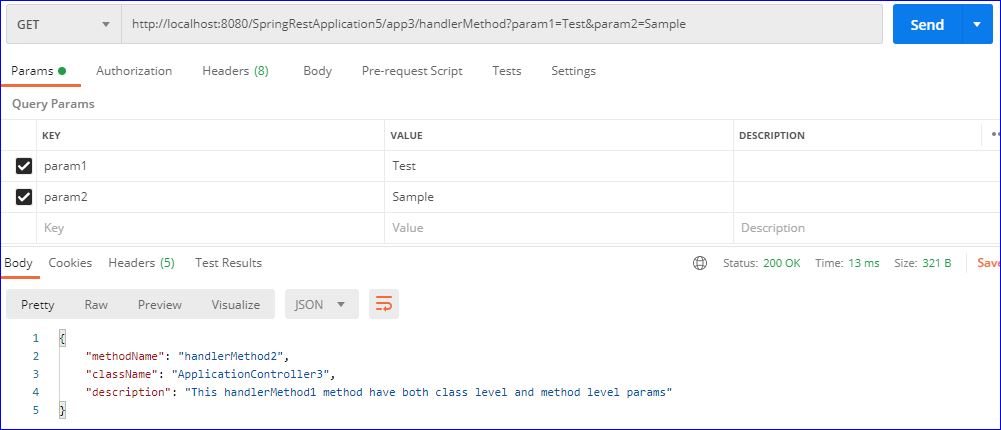 GET http://localhost:8080/SpringRestApplication5/app3/handlerMethod?param1=Test&param2=Sample Send
Params Authorization Headers (8) Body Pre-request Script Tests Settings
Query Params
KEY VALUE DESCRIPTION
param1 Test
param2 Sample
Key Value Description
Body Cookies Headers (5) Test Results Status: 200 OK Time: 13 ms Size: 321 B Save
Pretty Raw Preview Visualize JSON
1 {
2 "methodName": "handlerMethod2",
3 "className": "ApplicationController3",
4 "description": "This handlerMethod1 method have both class level and method level params"
5 }